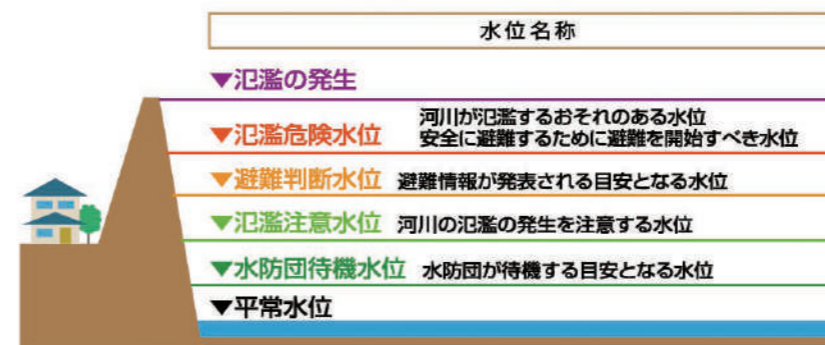 水位名称
▼氾濫の発生
▼氾濫危険水位 河川が氾濫するおそれのある水位
安全に避難するために避難を開始すべき水位
▼避難判断水位 避難情報が発表される目安となる水位
▼氾濫注意水位 河川の氾濫の発生を注意する水位
▼水防団待機水位 水防団が待機する目安となる水位
▼平常水位